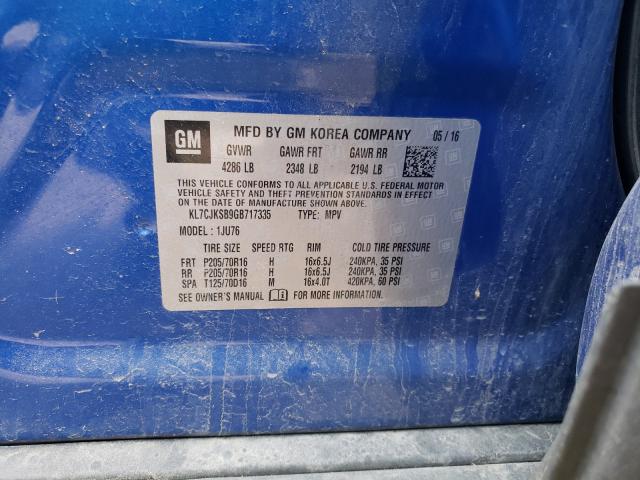 GM MFD BY GM KOREA COMPANY 05/16
GVWR GAWR FRT GAWR RR
4286 LB 2348 LB 2194 LB
THIS VEHICLE CONFORMS TO ALL APPLICABLE U.S. FEDERAL MOTOR
VEHICLE SAFETY AND THEFT PREVENTION STANDARDS IN EFFECT
ON THE DATE OF MANUFACTURE SHOWN ABOVE.
KL7CJKSB9GB717335 TYPE: MPV
MODEL : 1JU76
TIRE SIZE SPEED RTG RIM COLD TIRE PRESSURE
FRT P205/70R16 H 16x6.5J 240KPA, 35 PSI
RR P205/70R16 H 16x6.5J 240KPA, 35 PSI
SPA T125/70D16 M 16x4.0T 420KPA, 60 PSI
SEE OWNER'S MANUAL FOR MORE INFORMATION.